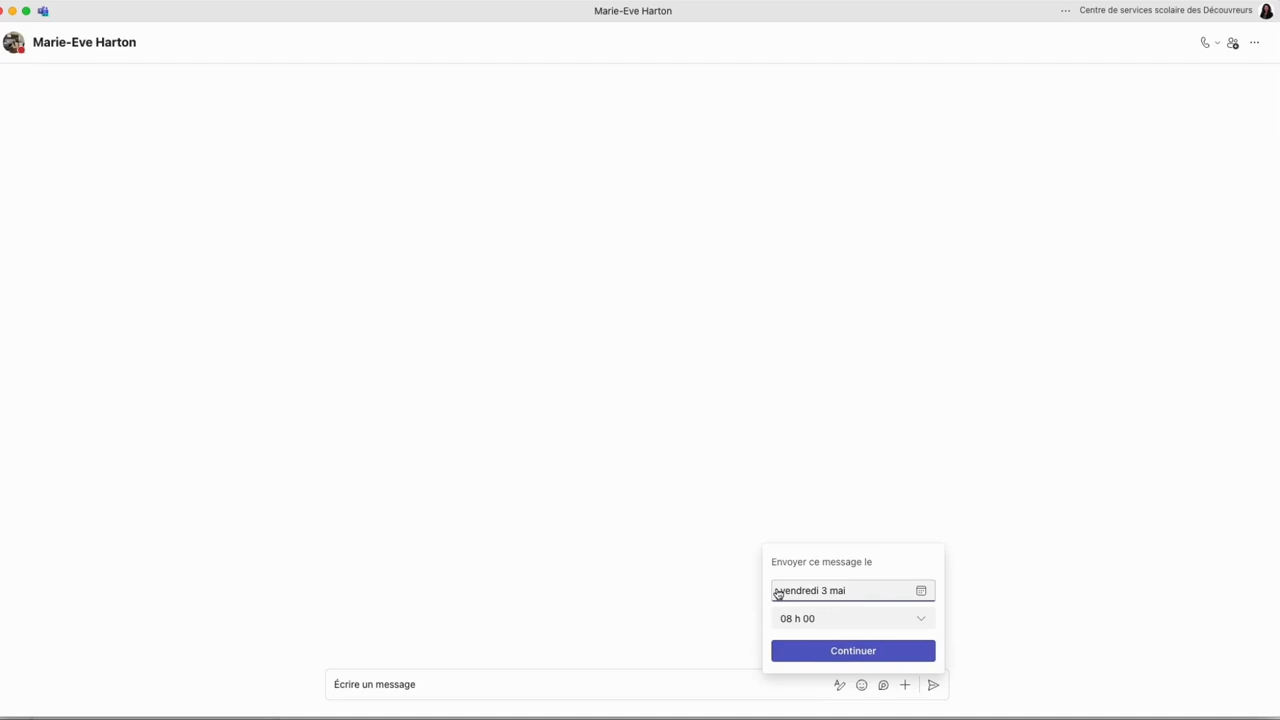 Marie-Eve Harton
Centre de services scolaire des Découvreurs
Marie-Eve Harton
Envoyer ce message le
vendredi 3 mai
08 h 00
Continuer
Écrire un message